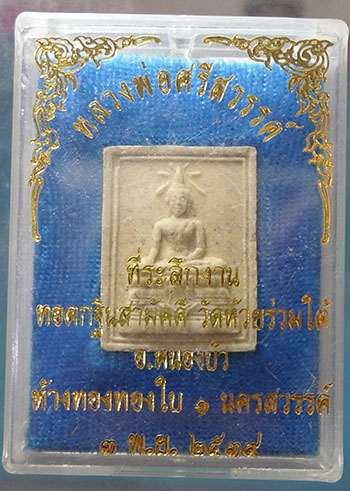 หลวงพ่อศรีสวรรค์
ที่ระลึกงาน
ทอดกฐินสามัคคี วัดห้วยร่วมใต้
อ.หนองบัว
ห้างทองทองใบ ๑ นครสวรรค์
๓ พ.ย. ๒๕๓๙